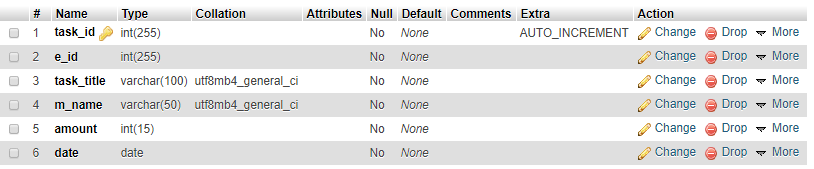 # Name Type Collation Attributes Null Default Comments Extra Action
1 task_id int(255) No None AUTO_INCREMENT Change Drop More
2 e_id int(255) No None Change Drop More
3 task_title varchar(100) utf8mb4_general_ci No None Change Drop More
4 m_name varchar(50) utf8mb4_general_ci No None Change Drop More
5 amount int(15) No None Change Drop More
6 date date No None Change Drop More